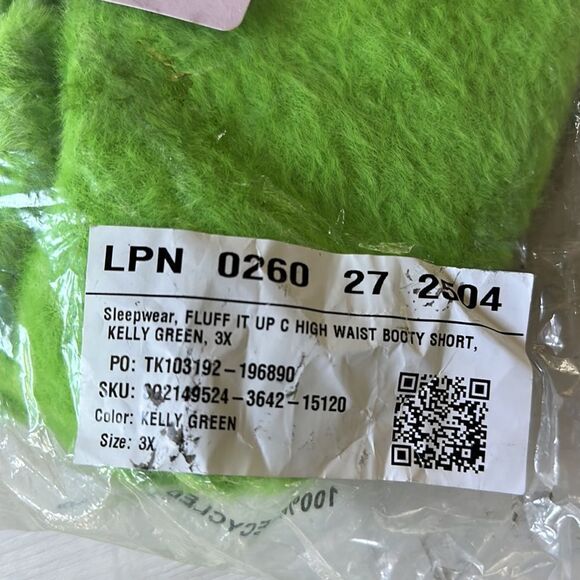 LPN 0260 27 2504
Sleepwear, FLUFF IT UP C HIGH WAIST BOOTY SHORT,
KELLY GREEN, 3X
PO: TK103192-196890
SKU: 302149524-3642-15120
Color: KELLY GREEN
Size: 3X
100% RECYCLED